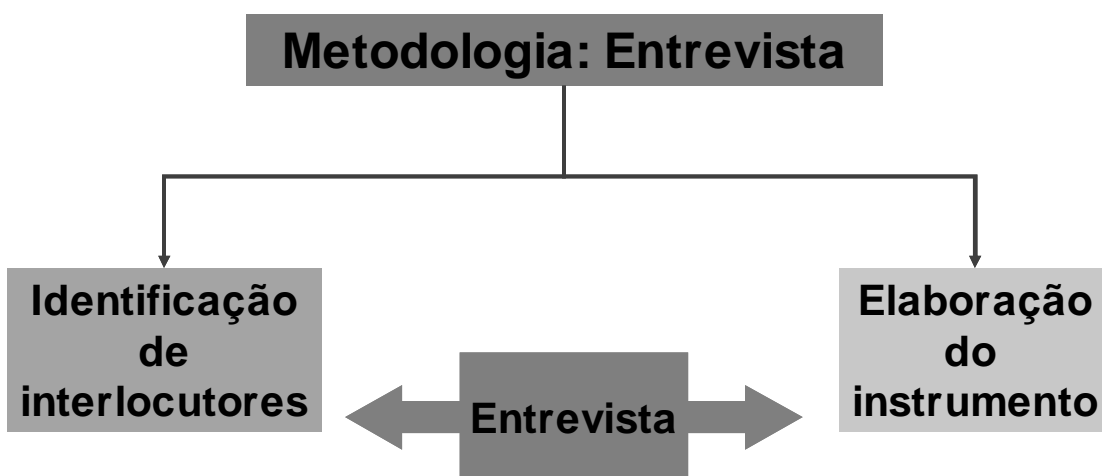 Metodologia: Entrevista
Identificação
de
interlocutores
Elaboração
do
instrumento
Entrevista